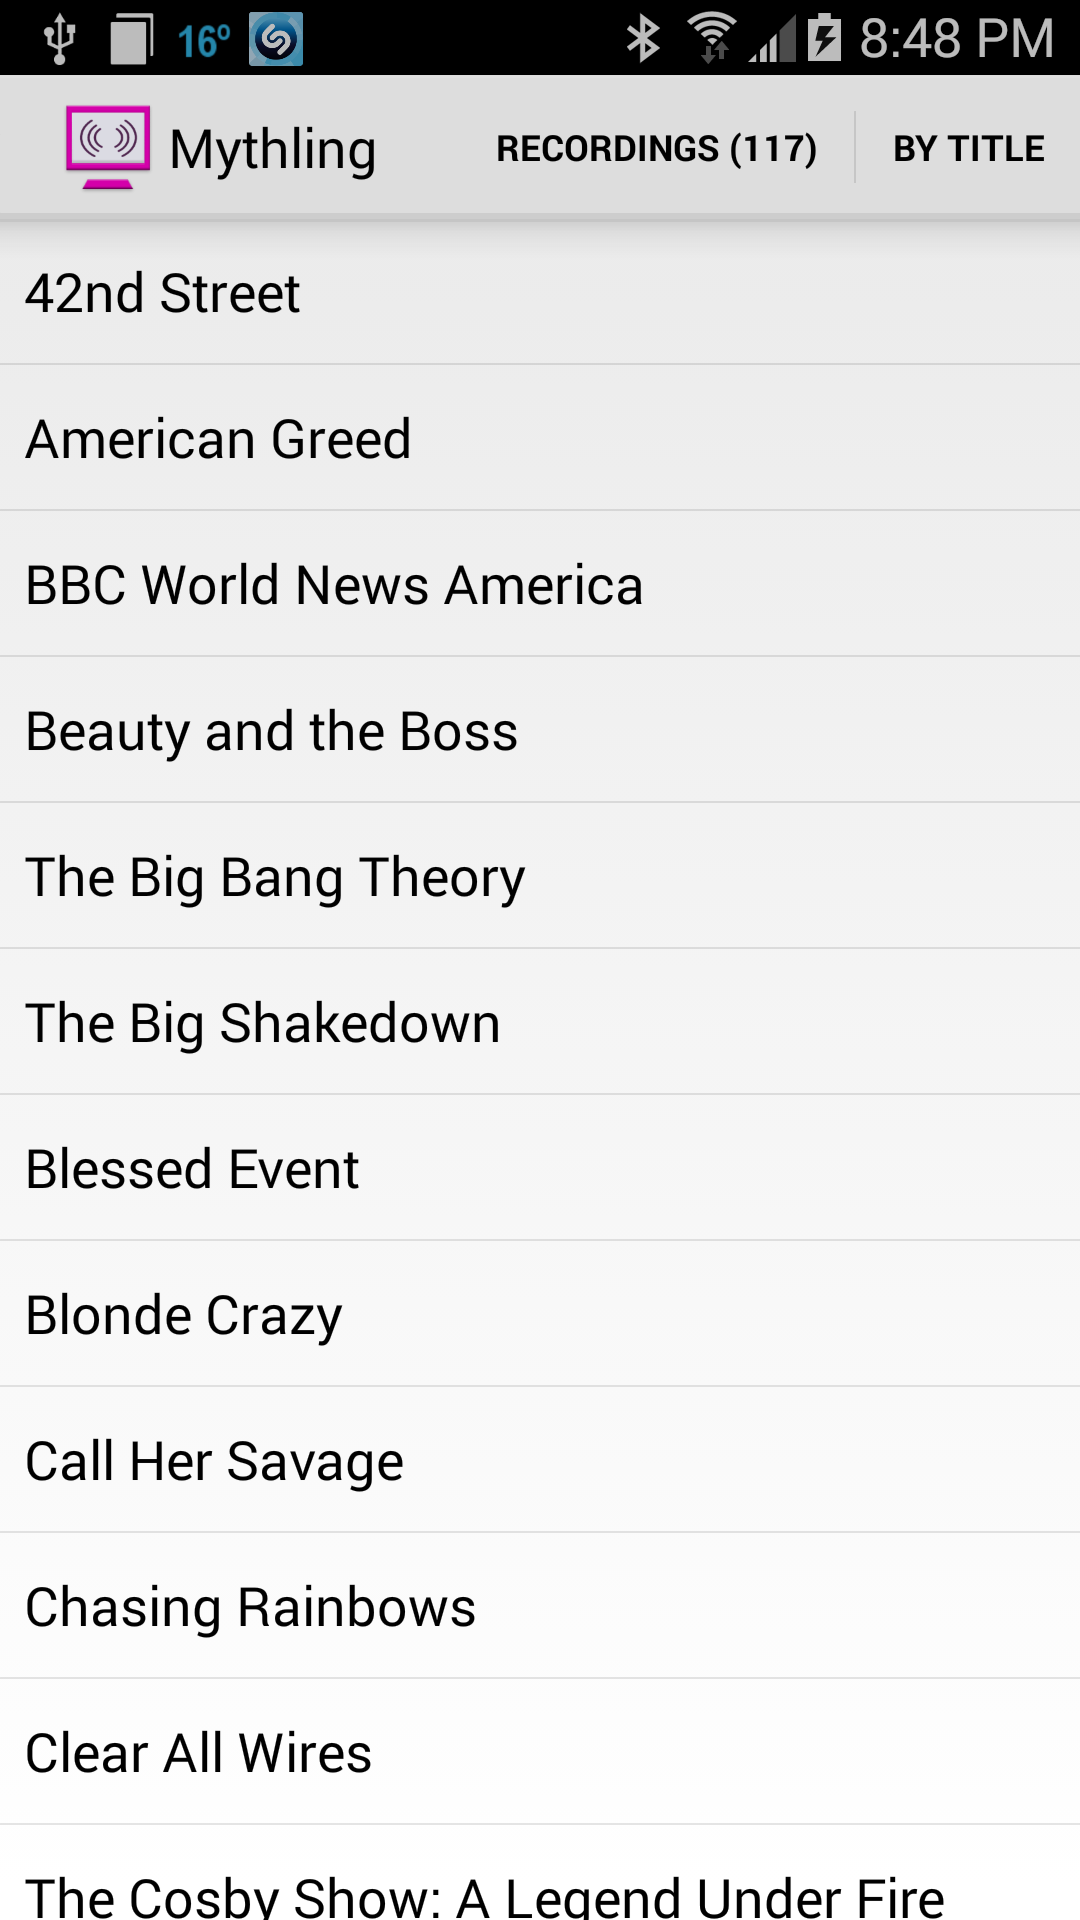 16º 8:48 PM
Mythling RECORDINGS (117) BY TITLE
42nd Street
American Greed
BBC World News America
Beauty and the Boss
The Big Bang Theory
The Big Shakedown
Blessed Event
Blonde Crazy
Call Her Savage
Chasing Rainbows
Clear All Wires
The Cosby Show: A Legend Under Fire